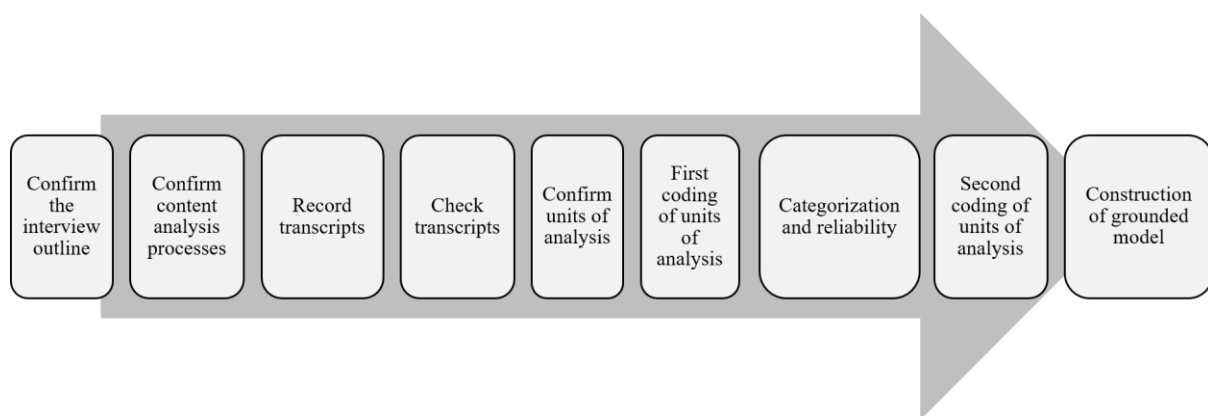 Confirm
the
interview
outline
Confirm
content
analysis
processes
Record
transcripts
Check
transcripts
Confirm
units of
analysis
First
coding
of units
of
analysis
Categorization
and reliability
Second
coding of
units of
analysis
Construction
of grounded
model